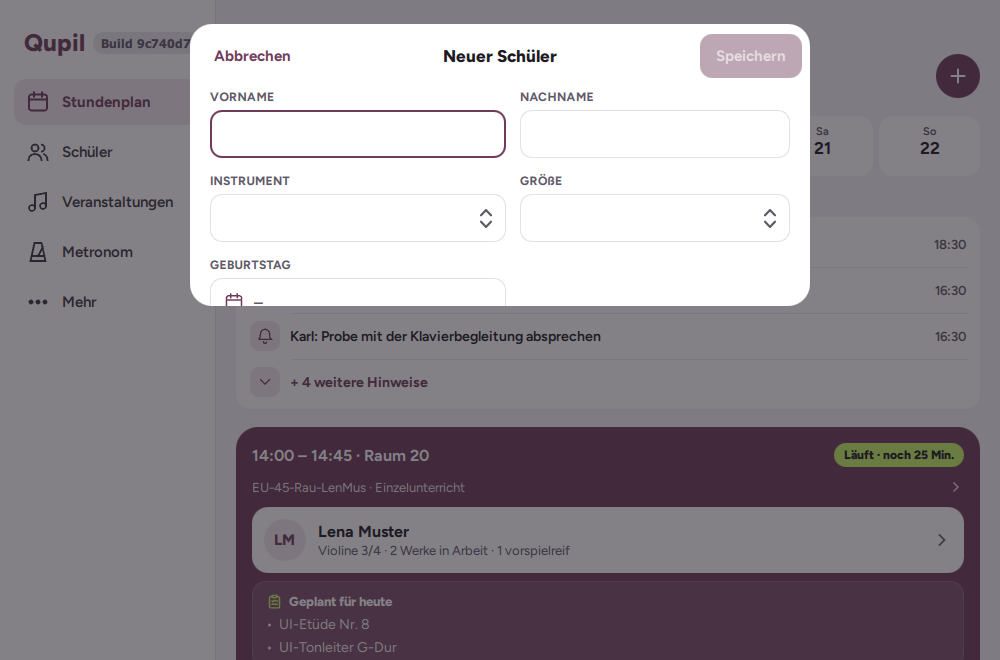 Qupil Build 9c740d7
Abbrechen
Neuer Schüler
Speichern
VORNAME
NACHNAME
INSTRUMENT
GRÖßE
GEBURTSTAG
–
Stundenplan
Schüler
Veranstaltungen
Metronom
Mehr
Sa
21
So
22
18:30
16:30
Karl: Probe mit der Klavierbegleitung absprechen
16:30
+ 4 weitere Hinweise
14:00 – 14:45 · Raum 20
Läuft · noch 25 Min.
EU-45-Rau-LenMus · Einzelunterricht
LM
Lena Muster
Violine 3/4 · 2 Werke in Arbeit · 1 vorspielreif
Geplant für heute
• UI-Etüde Nr. 8
• UI-Tonleiter G-Dur